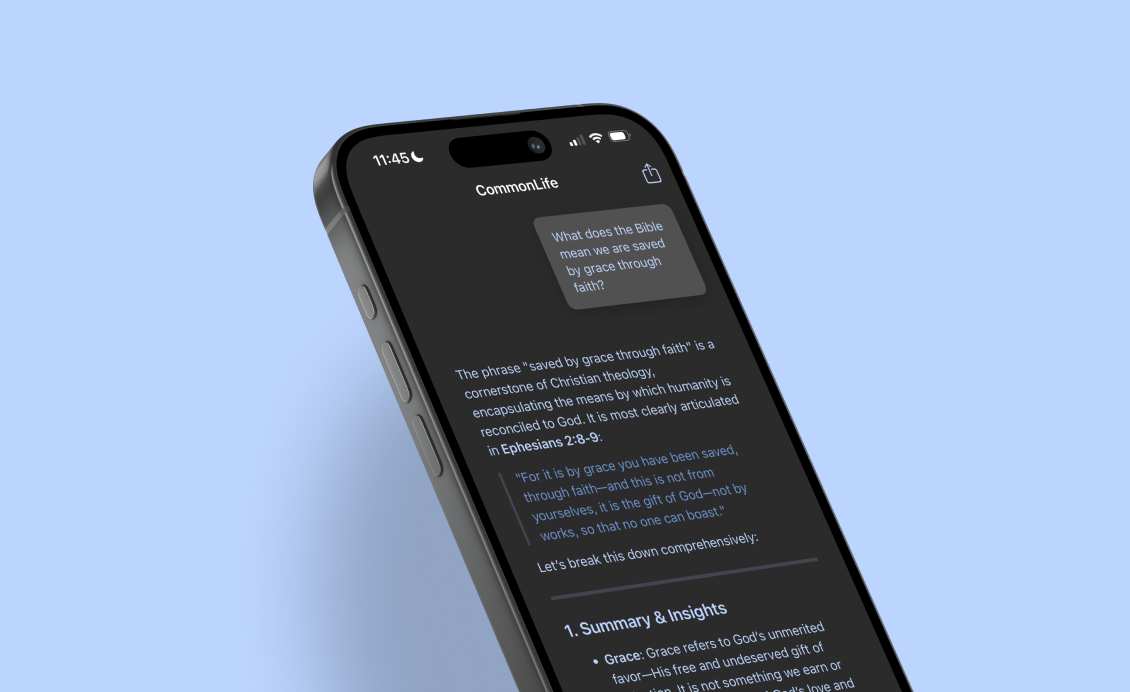 11:45
CommonLife
What does the Bible
mean we are saved
by grace through
faith?
The phrase "saved by grace through faith" is a
cornerstone of Christian theology,
encapsulating the means by which humanity is
reconciled to God. It is most clearly articulated
in Ephesians 2:8-9:
"For it is by grace you have been saved,
through faith—and this is not from
yourselves, it is the gift of God—not by
works, so that no one can boast."
Let's break this down comprehensively:
1. Summary & Insights
• Grace: Grace refers to God's unmerited
favor—His free and undeserved gift of
It is not something we earn or
God's love and